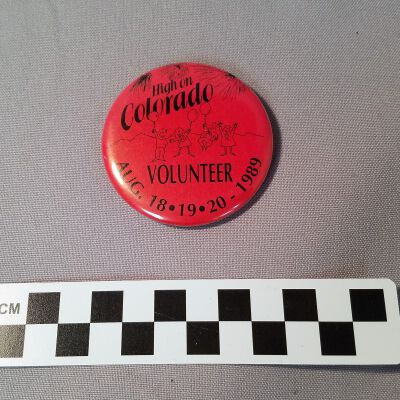 High on
Colorado
VOLUNTEER
AUG. 18•19•20 - 1989
CM